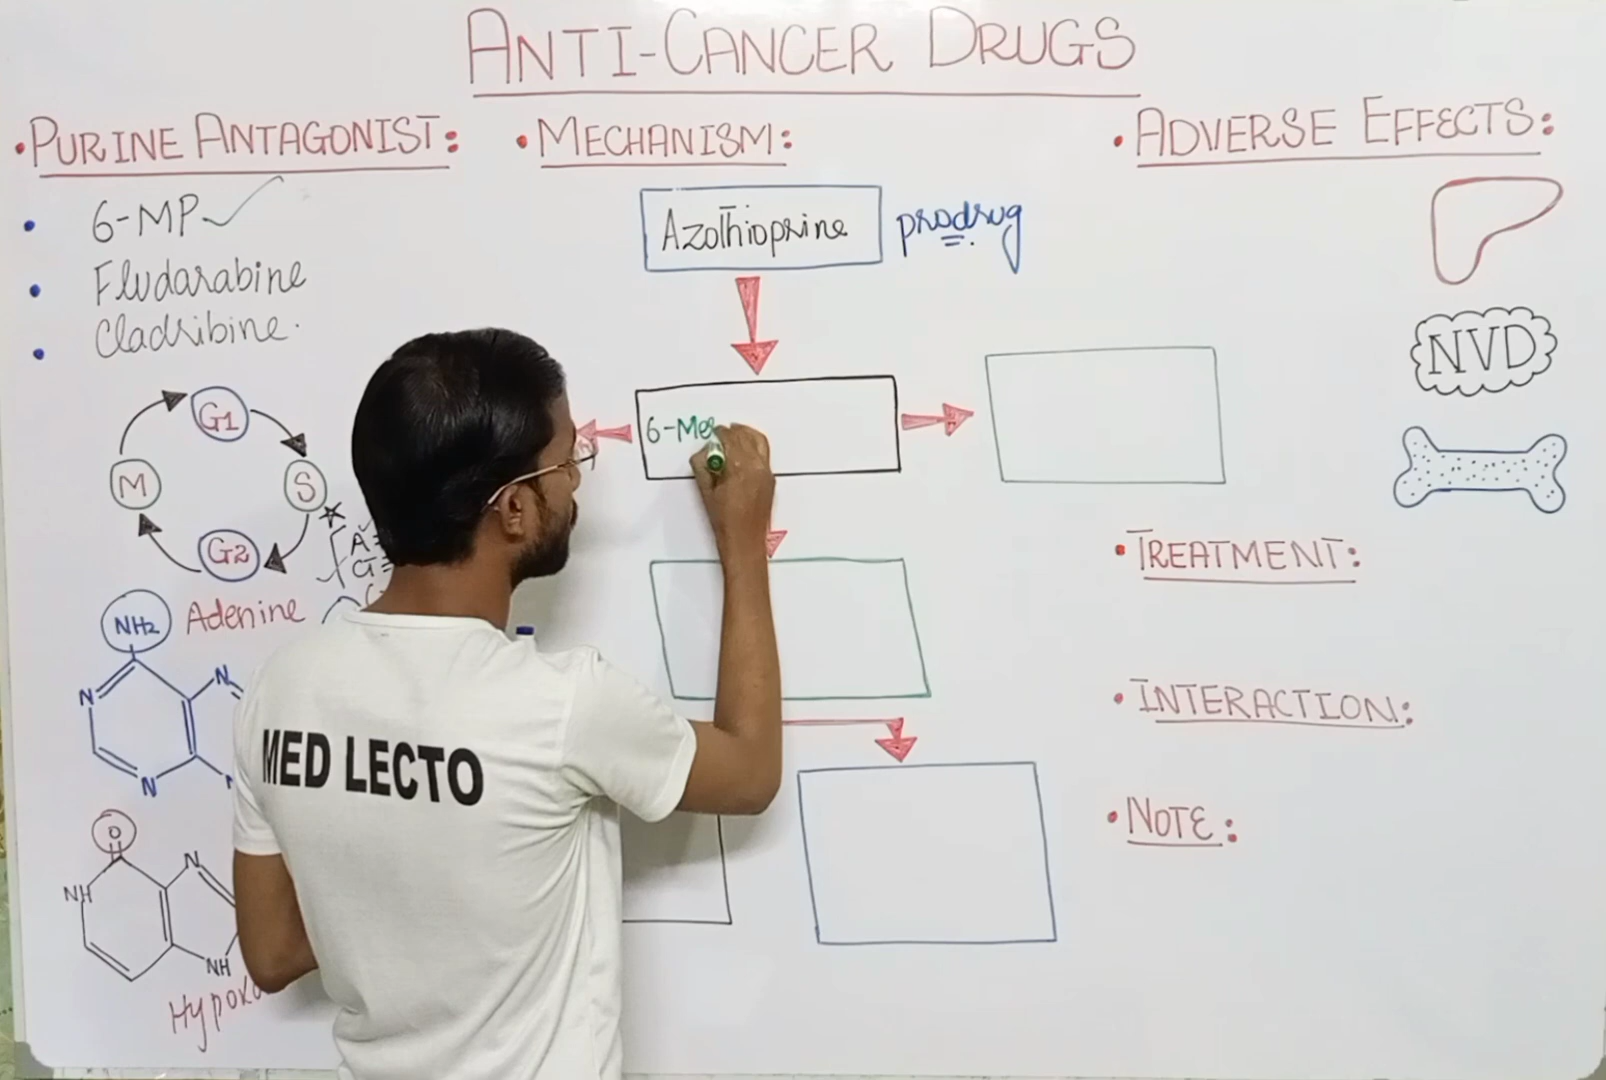 ANTI-CANCER DRUGS
•PURINE ANTAGONIST:
• 6-MP
• Fludarabine
• Cladribine.
G1
S
G2
M
A
G
Adenine
NH2
N
N
N
O
NH
N
NH
•MECHANISM:
Azothioprine
prodrug
6-Mer
•ADVERSE EFFECTS:
NVD
•TREATMENT:
•INTERACTION:
•NOTE:
MED LECTO